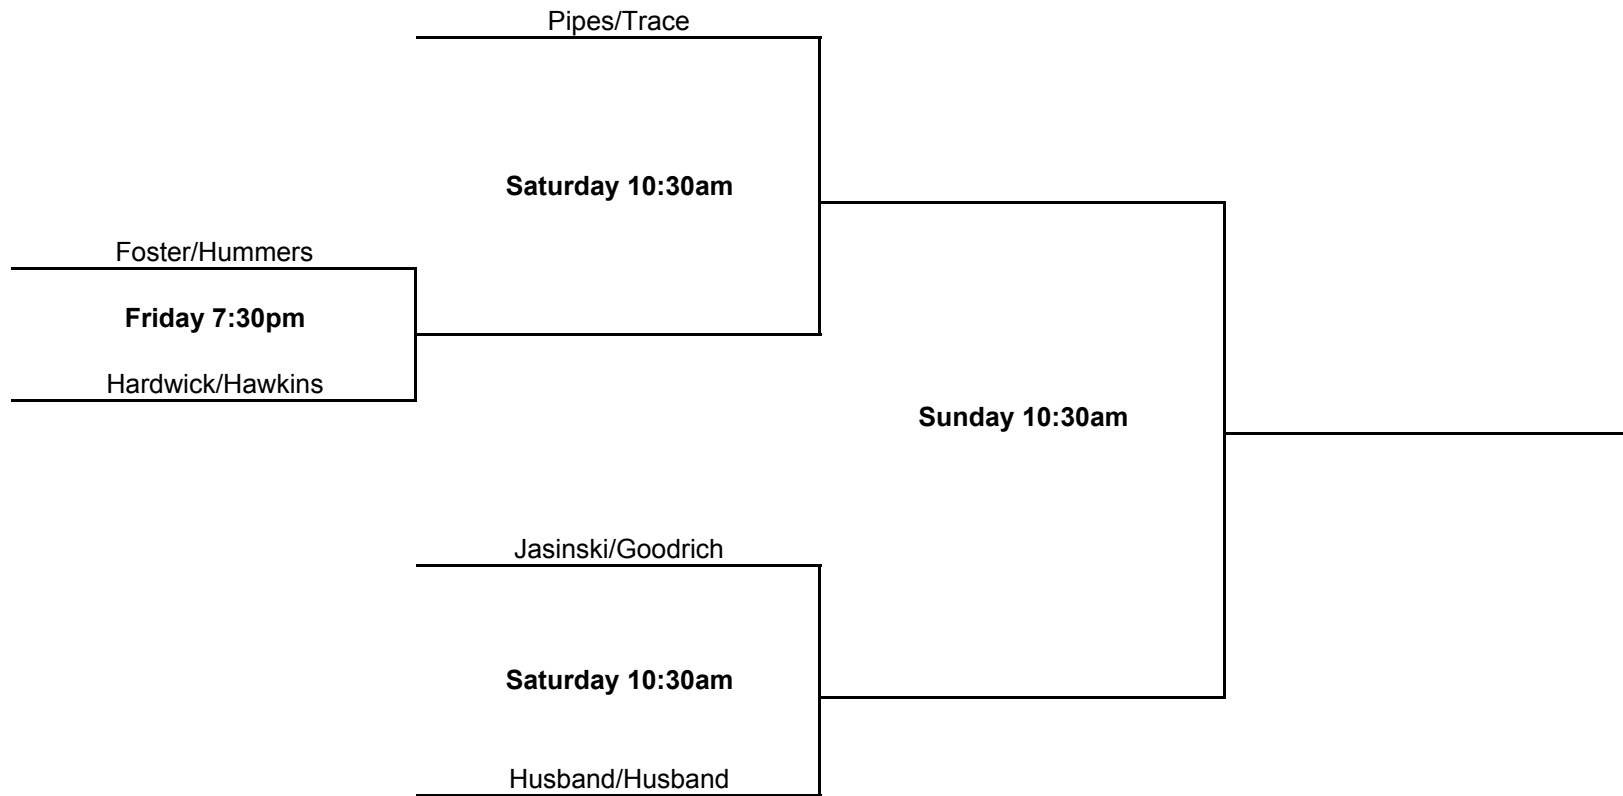 Pipes/Trace
Saturday 10:30am
Foster/Hummers
Friday 7:30pm
Hardwick/Hawkins
Sunday 10:30am
Jasinski/Goodrich
Saturday 10:30am
Husband/Husband